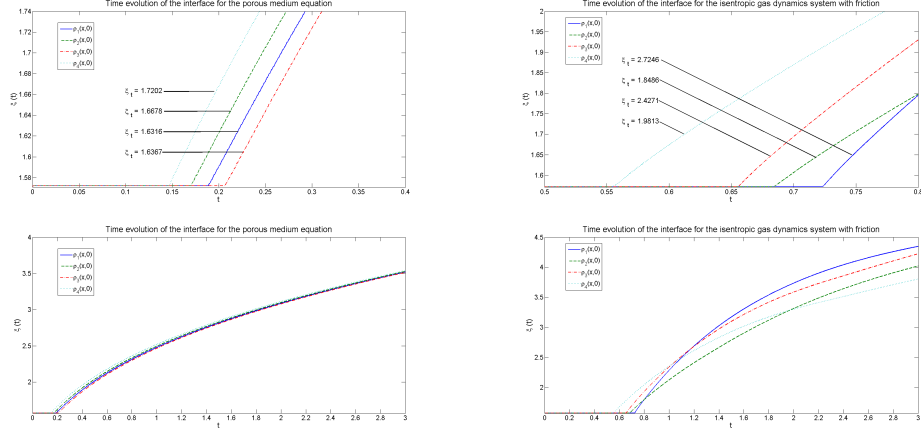 Time evolution of the interface for the porous medium equation
ξ (t)
1.74
1.72
1.7
1.68
1.66
1.64
1.62
1.6
1.58
ρ₁(x,0)
ρ₂(x,0)
ρ₃(x,0)
ρ₄(x,0)
ξ t = 1.7202
ξ t = 1.6678
ξ t = 1.6316
ξ t = 1.6367
0 0.05 0.1 0.15 0.2 0.25 0.3 0.35 0.4
t
Time evolution of the interface for the isentropic gas dynamics system with friction
ξ (t)
2
1.95
1.9
1.85
1.8
1.75
1.7
1.65
1.6
ρ₁(x,0)
ρ₂(x,0)
ρ₃(x,0)
ρ₄(x,0)
ξ t = 2.7246
ξ t = 1.8486
ξ t = 2.4271
ξ t = 1.9813
0.5 0.55 0.6 0.65 0.7 0.75 0.8
t
Time evolution of the interface for the porous medium equation
ξ (t)
4
3.5
3
2.5
2
ρ₁(x,0)
ρ₂(x,0)
ρ₃(x,0)
ρ₄(x,0)
0 0.2 0.4 0.6 0.8 1 1.2 1.4 1.6 1.8 2 2.2 2.4 2.6 2.8 3
t
Time evolution of the interface for the isentropic gas dynamics system with friction
ξ (t)
4.5
4
3.5
3
2.5
2
ρ₁(x,0)
ρ₂(x,0)
ρ₃(x,0)
ρ₄(x,0)
0 0.2 0.4 0.6 0.8 1 1.2 1.4 1.6 1.8 2 2.2 2.4 2.6 2.8 3
t